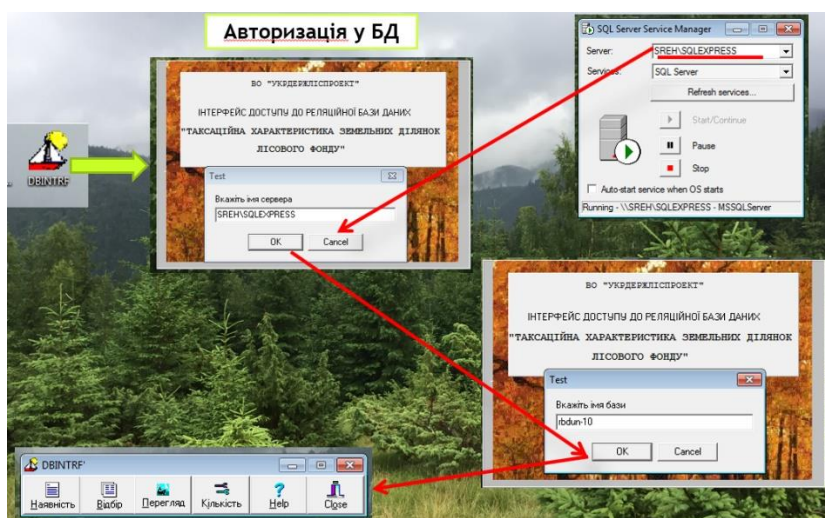 Авторизація у БД
SQL Server Service Manager
Server:
SREH\SQLEXPRESS
Services:
SQL Server
Refresh services...
Start/Continue
Pause
Stop
Auto-start service when OS starts
Running - \\SREH\SQLEXPRESS - MSSQLServer
DBINTRF
ВО "УКРДЕРЖЛІСПРОЕКТ"
ІНТЕРФЕЙС ДОСТУПУ ДО РЕЛЯЦІЙНОЇ БАЗИ ДАНИХ
"ТАКСАЦІЙНА ХАРАКТЕРИСТИКА ЗЕМЕЛЬНИХ ДІЛЯНОК
ЛІСОВОГО ФОНДУ"
Test
Вкажіть імя сервера
SREH\SQLEXPRESS
OK
Cancel
ВО "УКРДЕРЖЛІСПРОЕКТ"
ІНТЕРФЕЙС ДОСТУПУ ДО РЕЛЯЦІЙНОЇ БАЗИ ДАНИХ
"ТАКСАЦІЙНА ХАРАКТЕРИСТИКА ЗЕМЕЛЬНИХ ДІЛЯНОК
ЛІСОВОГО ФОНДУ"
Test
Вкажіть імя бази
rbdun-10
OK
Cancel
DBINTRF'
Наявність
Відбір
Перегляд
Кількість
Help
Close